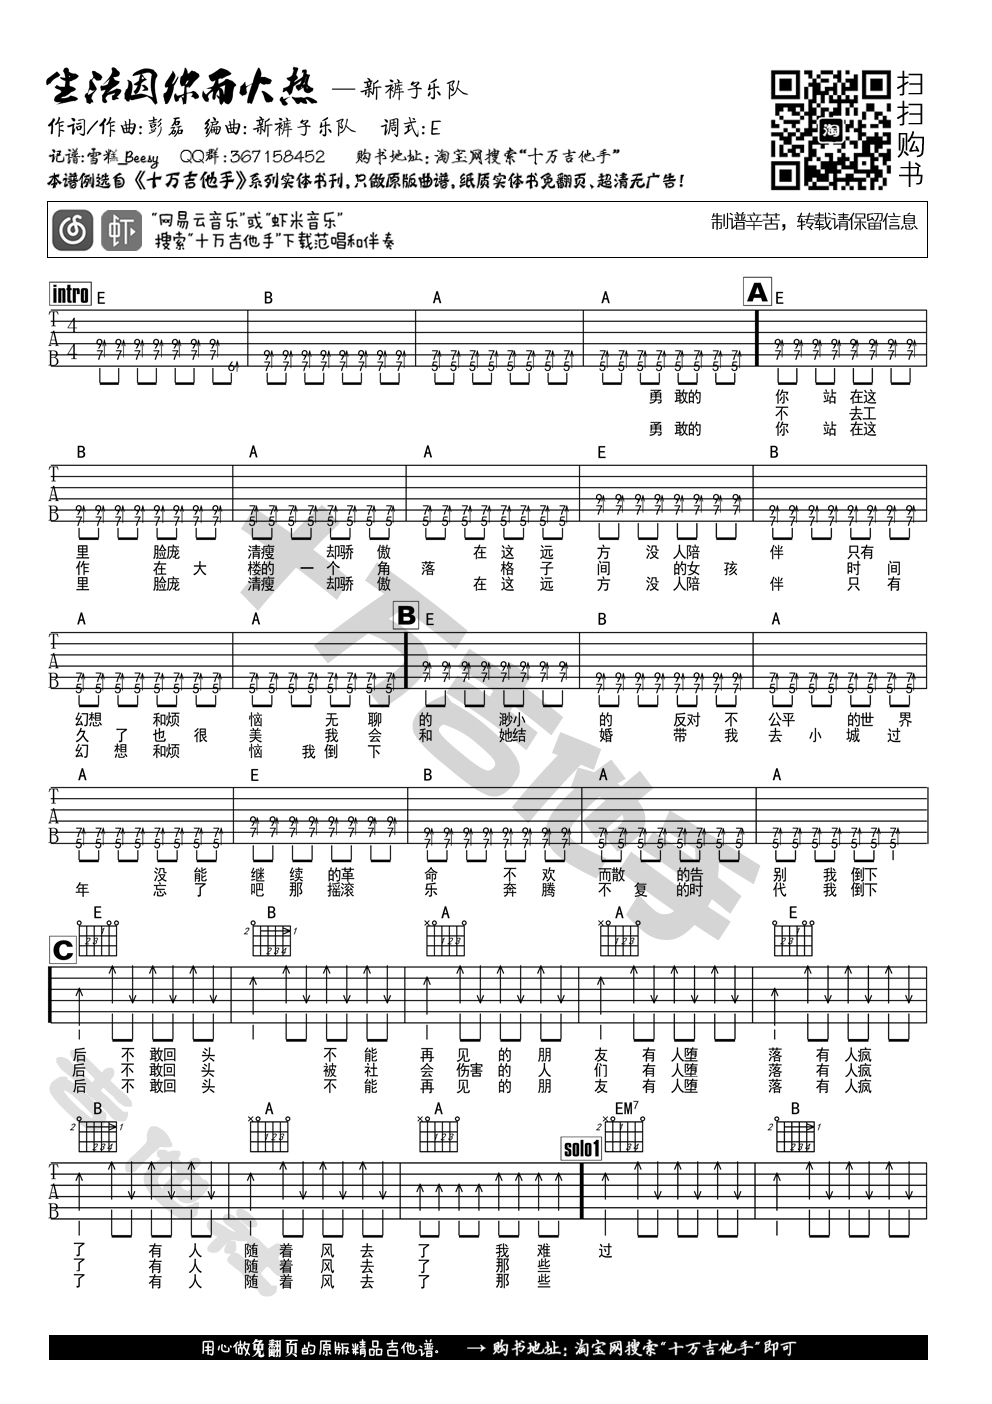 生活因你而火热 —新裤子乐队
作词/作曲:彭磊 编曲:新裤子乐队 调式:E
记谱:雪糕_Beesy QQ群:367158452 购书地址:淘宝网搜索“十万吉他手”
本谱例选自《十万吉他手》系列实体书刊,只做原版曲谱,纸质实体书免翻页、超清无广告!
淘
扫扫购书
虾
“网易云音乐”或“虾米音乐”
搜索“十万吉他手”下载范唱和伴奏
制谱辛苦，转载请保留信息
intro E B A A A E
T A B 4 4
勇 敢的 你 站 在这
不 去工
勇 敢的 你 站 在这
B A A E B
T A B
里 脸庞 清瘦 却骄 傲 在 这 远 方 没 人陪 伴 只有
作 在 大 楼的 一 个 角 落 格 子 间 的女 孩 时 间
里 脸庞 清瘦 却骄 傲 在 这 远 方 没 人陪 伴 只 有
A A B E B A
T A B
幻想 和烦 恼 无 聊 的 渺小 的 反对 不 公平 的世 界
久 了 也 很 美 我 会 和 她结 婚 带 我 去 小 城 过
幻 想 和烦 恼 我 倒 下
A E B A A
T A B
没 能 继 续 的革 命 不 欢 而散 的告 别 我 倒下
年 忘 了 吧 那 摇滚 乐 奔 腾 不 复 的时 代 我 倒下
C E B A A E
后 不 敢回 头 不 能 再 见 的 朋 友 有 人堕 落 有 人疯
后 不 敢回 头 被 社 会 伤害 的 人 们 有 人堕 落 有 人疯
后 不 敢回 头 不 能 再 见 的 朋 友 有 人堕 落 有 人疯
B A A solo1 EM7 B
T A B
了 有 人 随 着 风 去 了 我 难 过
了 有 人 随 着 风 去 了 那 些
了 有 人 随 着 风 去 了 那 些
十万吉他手
吉他社
用心做免翻页的原版精品吉他谱. → 购书地址:淘宝网搜索“十万吉他手”即可